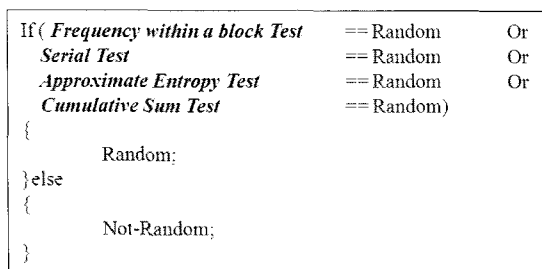 If( Frequency within a block Test ==Random Or
Serial Test ==Random Or
Approximate Entropy Test ==Random Or
Cumulative Sum Test ==Random)
{
Random;
}else
{
Not-Random;
}